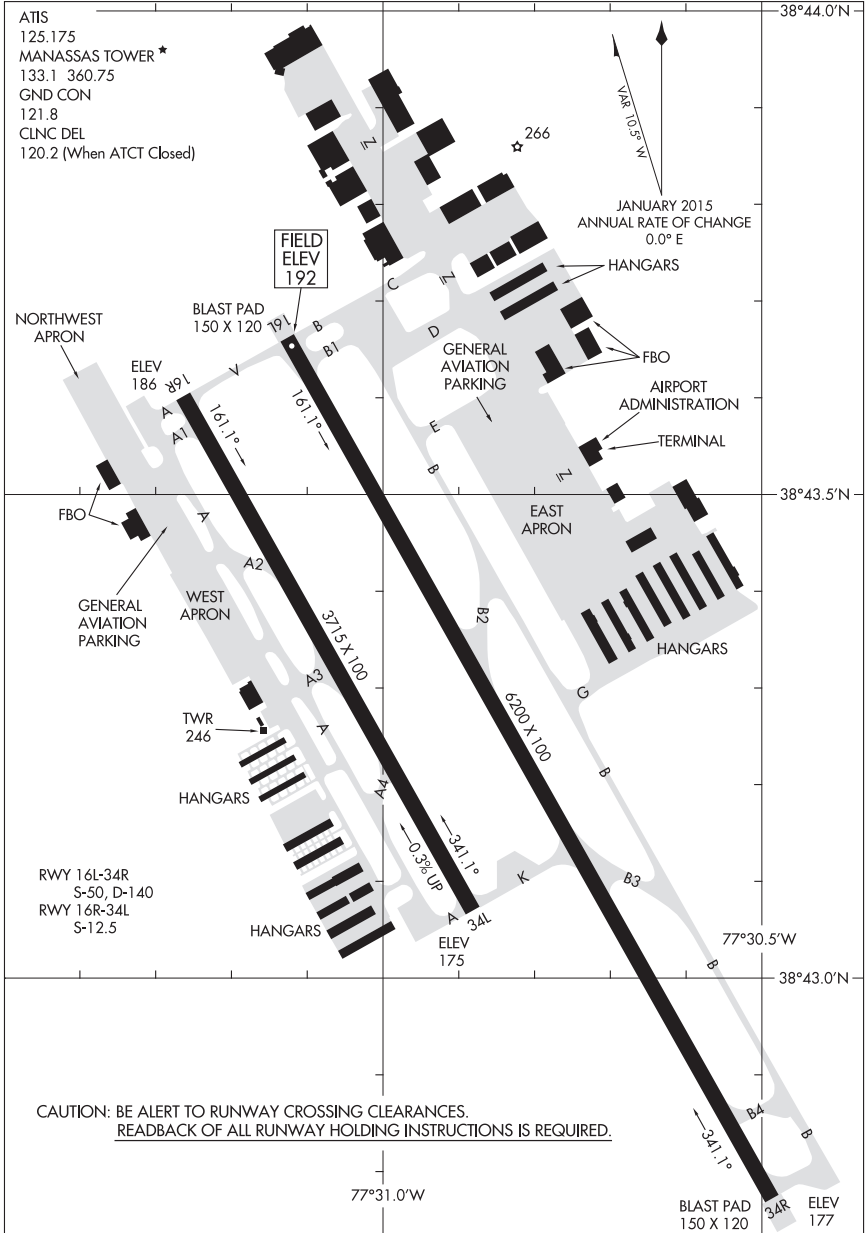 ATIS
125.175
MANASSAS TOWER
133.1 360.75
GND CON
121.8
CLNC DEL
120.2 (When ATCT Closed)
38°44.0'N
266
VAR 10.5° W
JANUARY 2015
ANNUAL RATE OF CHANGE
0.0° E
FIELD
ELEV
192
HANGARS
BLAST PAD
150 X 120
16L
B
B1
C
D
NORTHWEST
APRON
ELEV
186
16R
V
A
A1
161.1°
161.1°
GENERAL
AVIATION
PARKING
FBO
AIRPORT
ADMINISTRATION
TERMINAL
E
B
Z
Z
Z
38°43.5'N
FBO
A
A2
EAST
APRON
WEST
APRON
GENERAL
AVIATION
PARKING
B2
HANGARS
3715 X 100
A3
A
G
TWR
246
6200 X 100
B
HANGARS
A4
341.1°
0.3% UP
K
B3
RWY 16L-34R
S-50, D-140
RWY 16R-34L
S-12.5
HANGARS
A
34L
ELEV
175
77°30.5'W
B
38°43.0'N
CAUTION: BE ALERT TO RUNWAY CROSSING CLEARANCES.
READBACK OF ALL RUNWAY HOLDING INSTRUCTIONS IS REQUIRED.
B4
B
341.1°
77°31.0'W
BLAST PAD
150 X 120
34R
ELEV
177